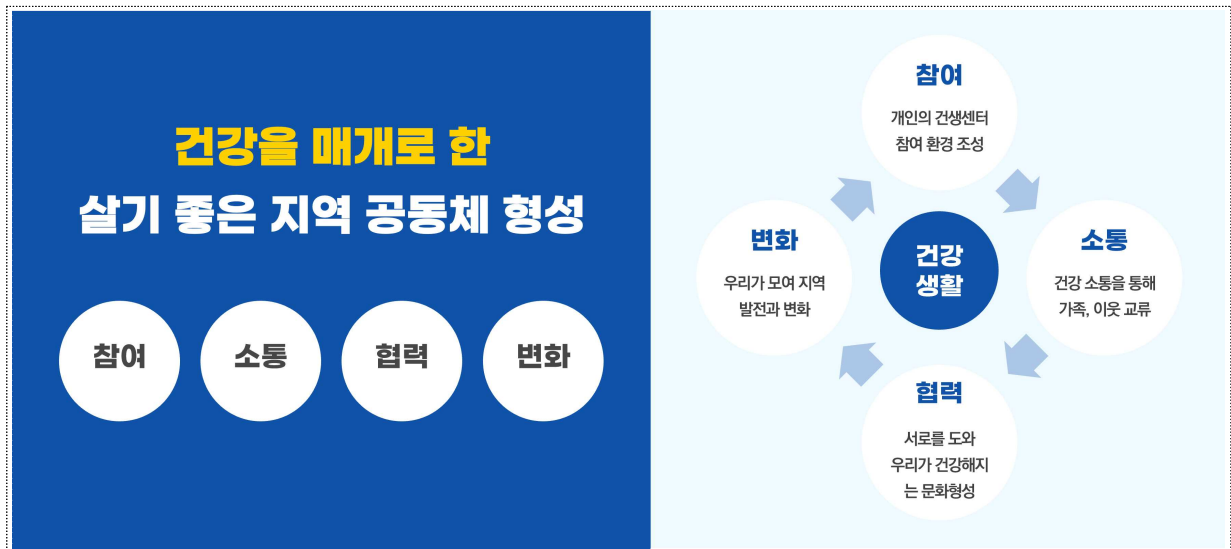 건강을 매개로 한
살기 좋은 지역 공동체 형성
참여
소통
협력
변화
참여
개인의 건생센터
참여 환경 조성
변화
우리가 모여 지역
발전과 변화
건강
생활
소통
건강 소통을 통해
가족, 이웃 교류
협력
서로를 도와
우리가 건강해지
는 문화형성